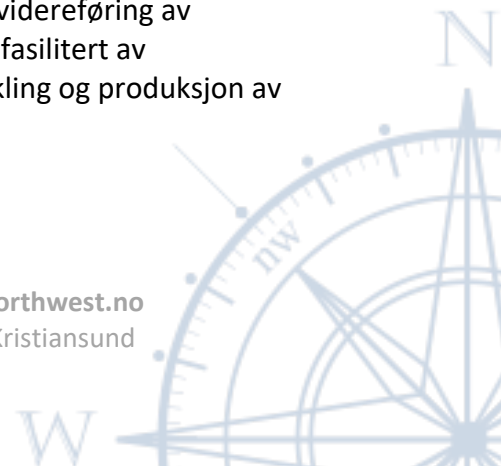 videreføring av
fasilitert av
kling og produksjon av
N
nw
orthwest.no
Kristiansund
W